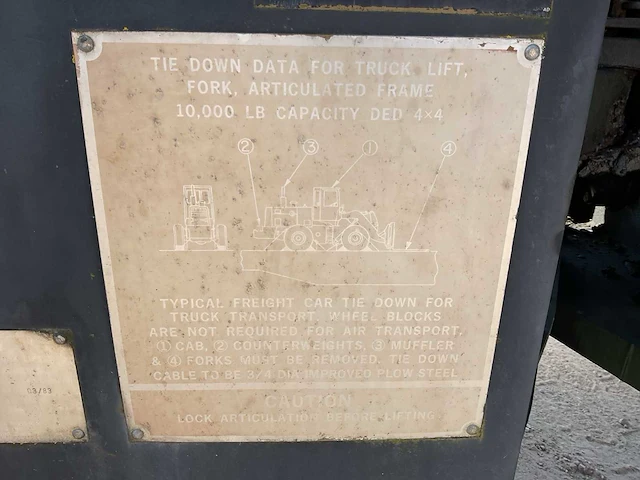 TIE DOWN DATA FOR TRUCK, LIFT,
FORK, ARTICULATED FRAME
10,000 LB CAPACITY DED 4×4
② ③ ① ④
TYPICAL FREIGHT CAR TIE DOWN FOR
TRUCK TRANSPORT. WHEEL BLOCKS
ARE NOT REQUIRED FOR AIR TRANSPORT.
① CAB, ② COUNTERWEIGHTS, ③ MUFFLER
& ④ FORKS MUST BE REMOVED. TIE DOWN
CABLE TO BE 3/4 DIA IMPROVED PLOW STEEL
CAUTION
LOCK ARTICULATION BEFORE LIFTING
03/83